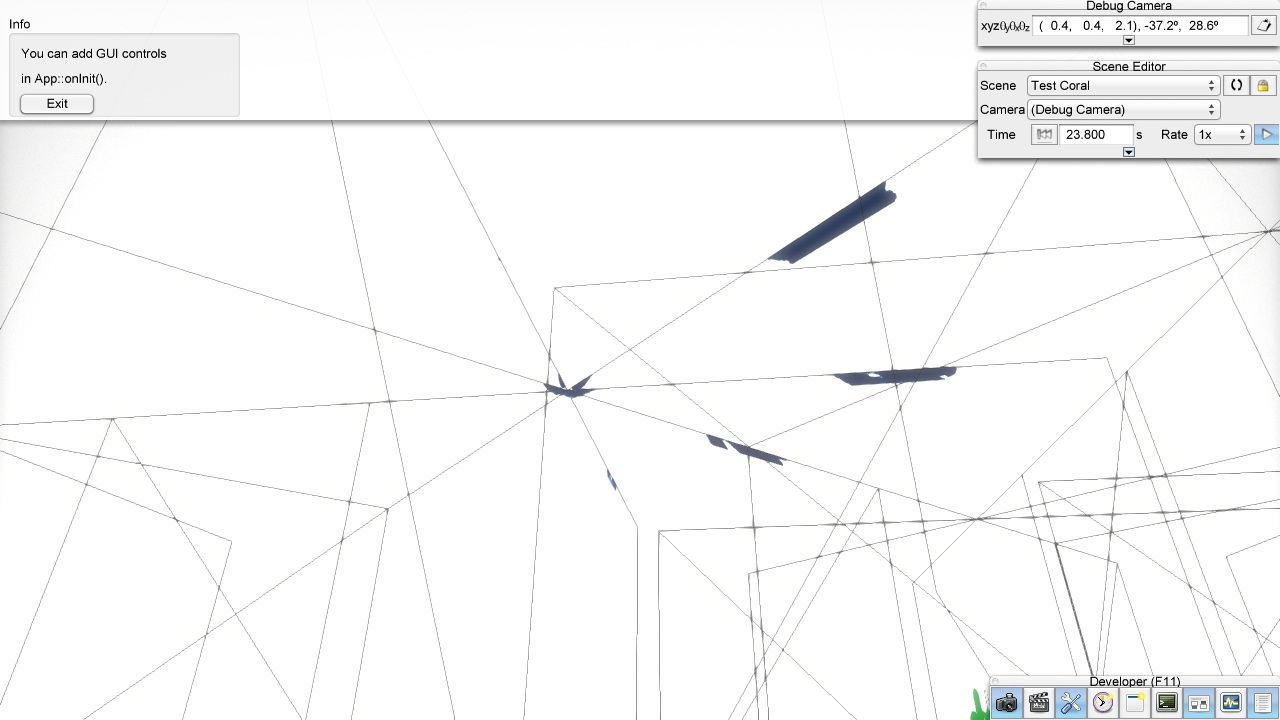 Info
You can add GUI controls
in App::onInit().
Exit
Debug Camera
( 0.4, 0.4, 2.1), -37.2º, 28.6º
Scene Editor
Scene Test Coral
Camera (Debug Camera)
Time 23.800 s Rate 1x
Developer (F11)